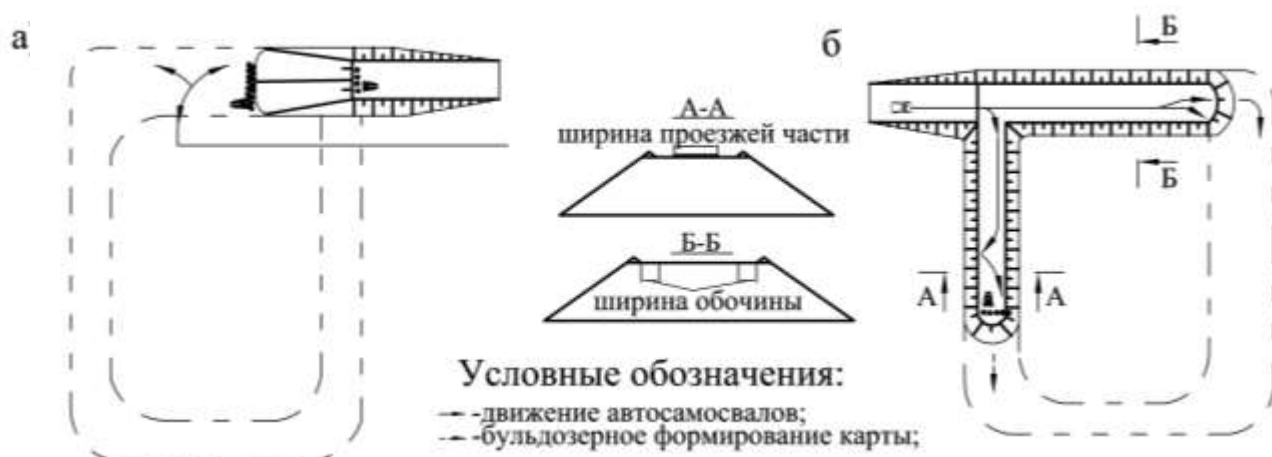 а
б
Б
А-А
ширина проезжей части
Б
Б-Б
А
А
ширина обочины
Условные обозначения:
-движение автосамосвалов;
-бульдозерное формирование карты;